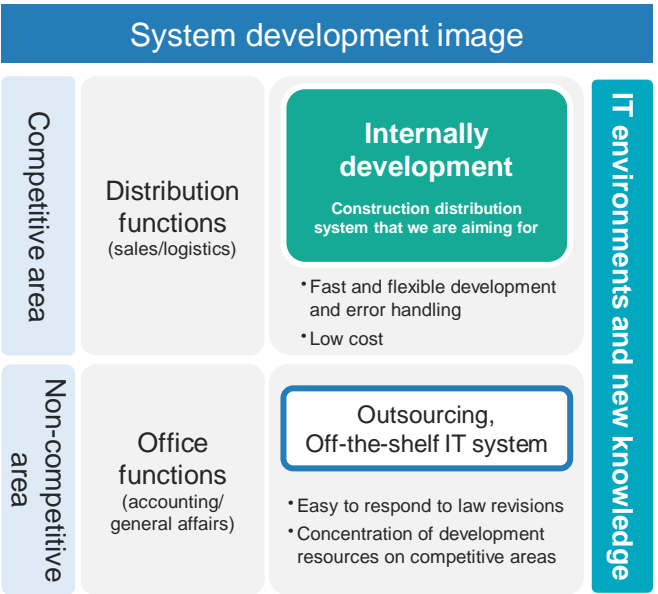 System development image
Competitive area
Distribution
functions
(sales/logistics)
Internally
development
Construction distribution
system that we are aiming for
・Fast and flexible development
and error handling
・Low cost
Non-competitive
area
Office
functions
(accounting/
general affairs)
Outsourcing,
Off-the-shelf IT system
・Easy to respond to law revisions
・Concentration of development
resources on competitive areas
IT environments and new knowledge